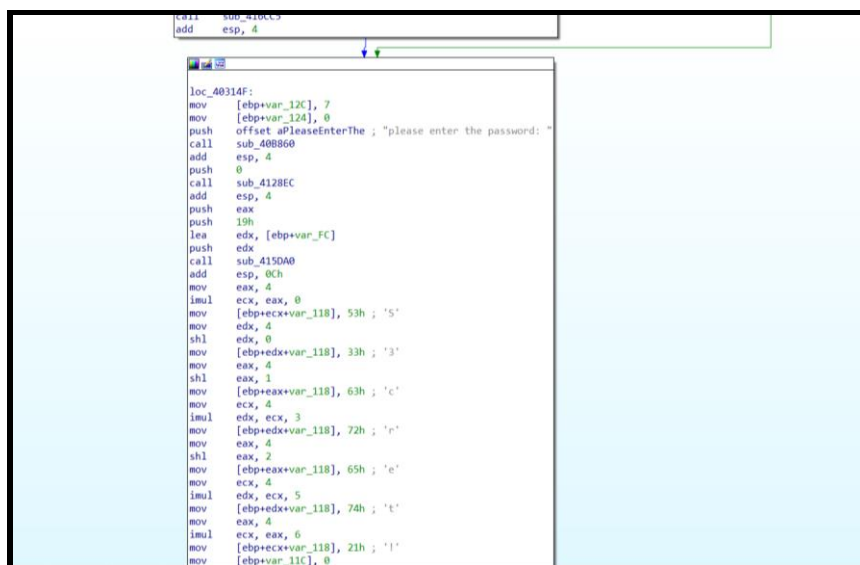 call sub_416CC5
add esp, 4
loc_40314F:
mov [ebp+var_12C], 7
mov [ebp+var_124], 0
push offset aPleaseEnterThe ; "please enter the password: "
call sub_40B860
add esp, 4
push 0
call sub_4128EC
add esp, 4
push eax
push 19h
lea edx, [ebp+var_FC]
push edx
call sub_415DA0
add esp, 0Ch
mov eax, 4
imul ecx, eax, 0
mov [ebp+ecx+var_118], 53h ; 'S'
mov edx, 4
shl edx, 0
mov [ebp+edx+var_118], 33h ; '3'
mov eax, 4
shl eax, 1
mov [ebp+eax+var_118], 63h ; 'c'
mov ecx, 4
imul edx, ecx, 3
mov [ebp+edx+var_118], 72h ; 'r'
mov eax, 4
shl eax, 2
mov [ebp+eax+var_118], 65h ; 'e'
mov ecx, 4
imul edx, ecx, 5
mov [ebp+edx+var_118], 74h ; 't'
mov eax, 4
imul ecx, eax, 6
mov [ebp+ecx+var_118], 21h ; '!'
mov [ebp+var_11C], 0